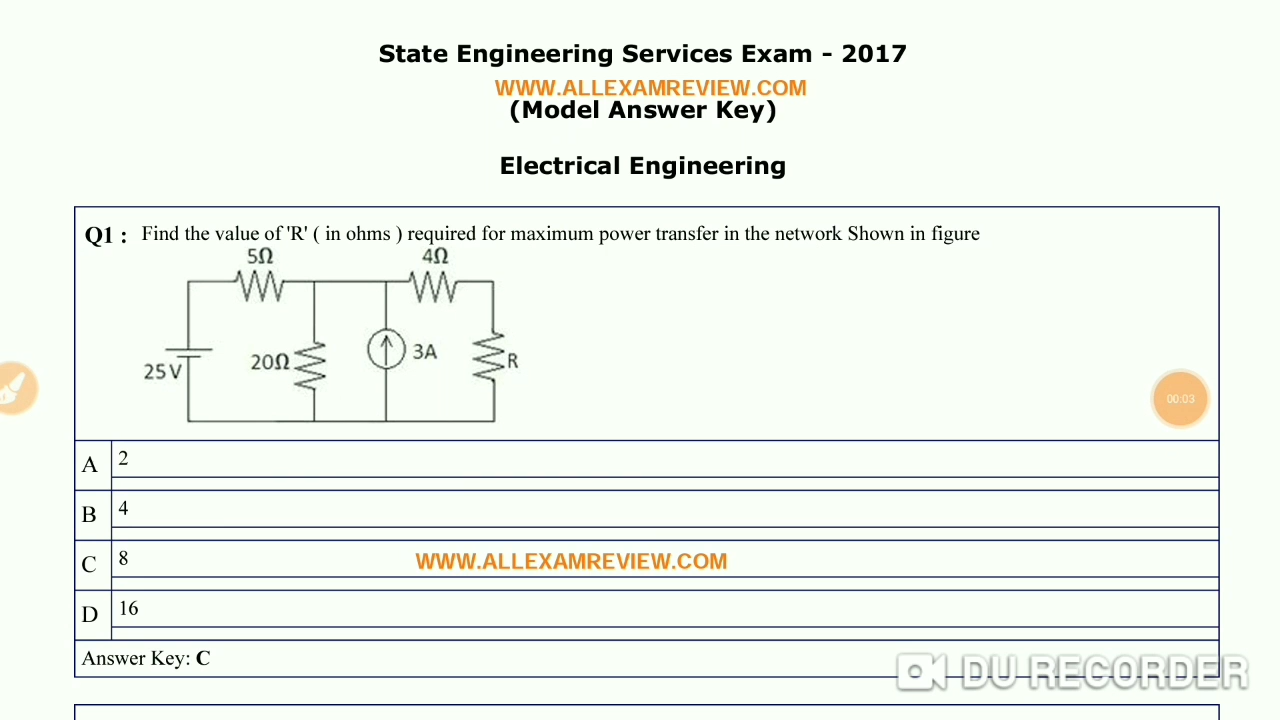 State Engineering Services Exam - 2017
WWW.ALLEXAMREVIEW.COM
(Model Answer Key)
Electrical Engineering
Q1 : Find the value of 'R' ( in ohms ) required for maximum power transfer in the network Shown in figure
5Ω 4Ω
25V 20Ω 3A R
00:03
A 2
B 4
C 8
WWW.ALLEXAMREVIEW.COM
D 16
Answer Key: C
DU RECORDER